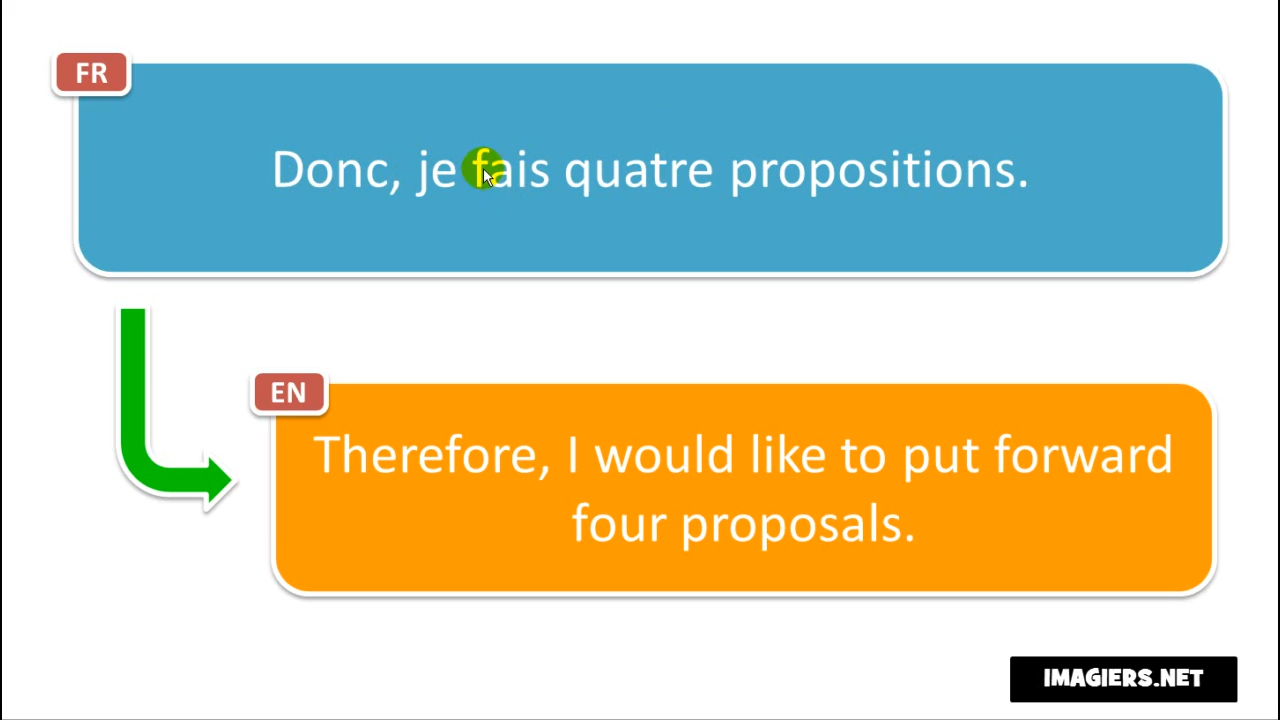 FR
Donc, je fais quatre propositions.
EN
Therefore, I would like to put forward
four proposals.
IMAGIERS.NET